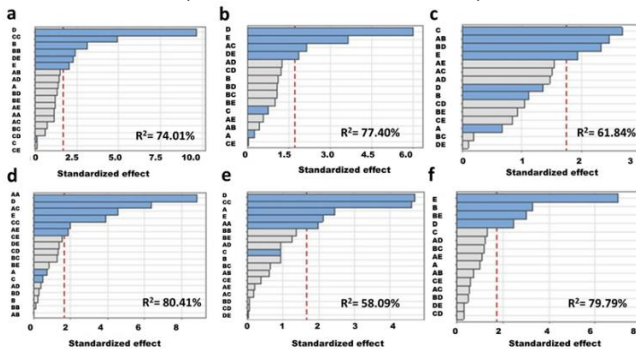 a
D
CC
B
BB
DE
E
AB
AD
A
BD
BE
AE
AA
AC
BC
CD
C
CE
R²= 74.01%
0 2.5 5.0 7.5 10.0
Standardized effect
b
D
E
AC
DE
AD
CD
B
BD
BC
BE
C
AE
AB
A
CE
R²= 77.40%
0.0 1.5 3.0 4.5 6.0
Standardized effect
c
C
AB
BD
E
AE
AC
AD
D
B
CD
BE
CE
A
BC
DE
R²= 61.84%
0 1 2 3
Standardized effect
d
AA
D
AC
E
CC
AE
CE
DE
CD
BC
BE
A
C
AD
BD
B
BB
AB
R²= 80.41%
0 2 4 6 8
Standardized effect
e
D
CC
E
AA
BB
BE
AD
C
B
BC
AB
CE
AE
AC
BD
CD
DE
R²= 58.09%
0 1 2 3 4
Standardized effect
f
E
B
BE
D
C
AD
BC
AE
A
AB
CE
AC
BD
DE
CD
R²= 79.79%
0 2 4 6 8
Standardized effect